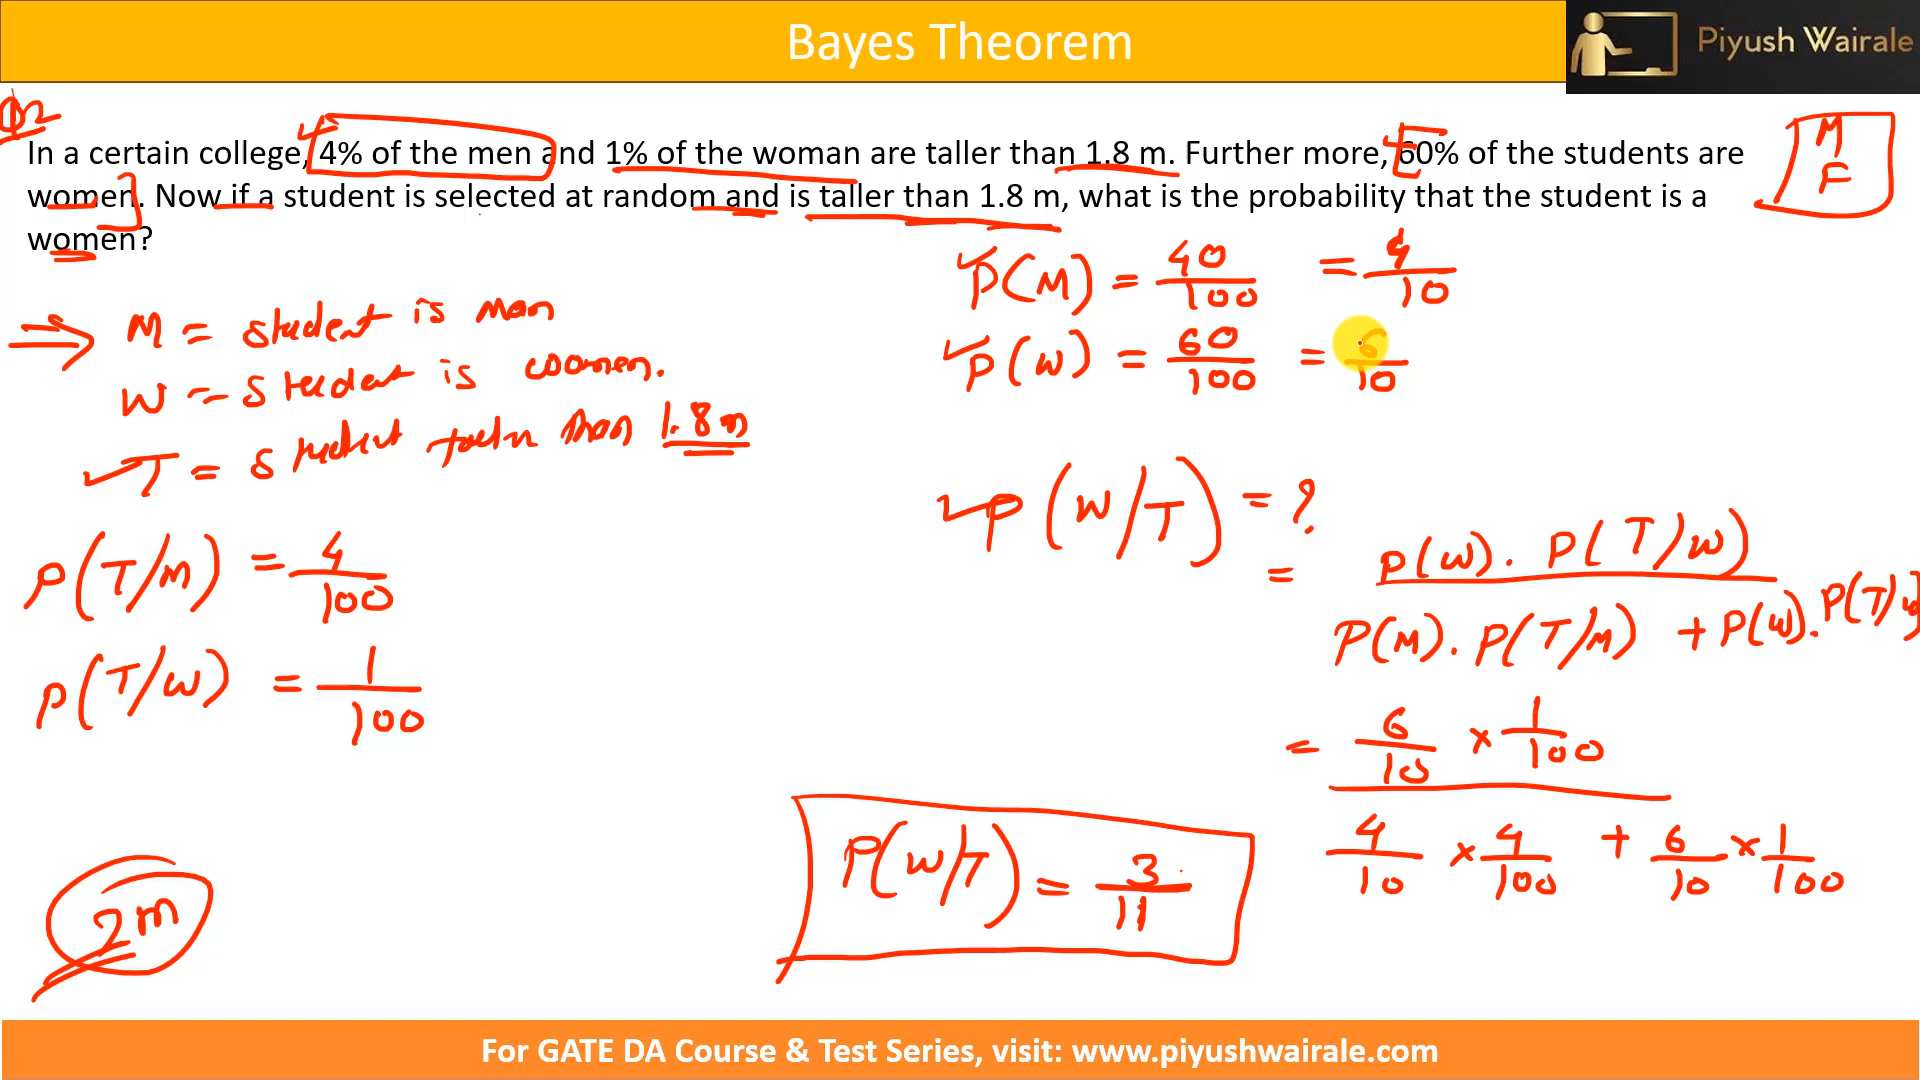 Bayes Theorem
Piyush Wairale
Q2
In a certain college, 4% of the men and 1% of the woman are taller than 1.8 m. Further more, 60% of the students are
women. Now if a student is selected at random and is taller than 1.8 m, what is the probability that the student is a
women?
M
F
P(M) = 40/100 = 4/10
P(W) = 60/100 = 6/10
⇒ M = student is man
W = student is women.
T = student taller than 1.8 m
P(W/T) = ?
P(T/M) = 4/100
P(T/W) = 1/100
= P(W) . P(T/W)
P(M) . P(T/M) + P(W) . P(T/W)
= 6/10 × 1/100
4/10 × 4/100 + 6/10 × 1/100
P(W/T) = 3/11
2m
For GATE DA Course & Test Series, visit: www.piyushwairale.com